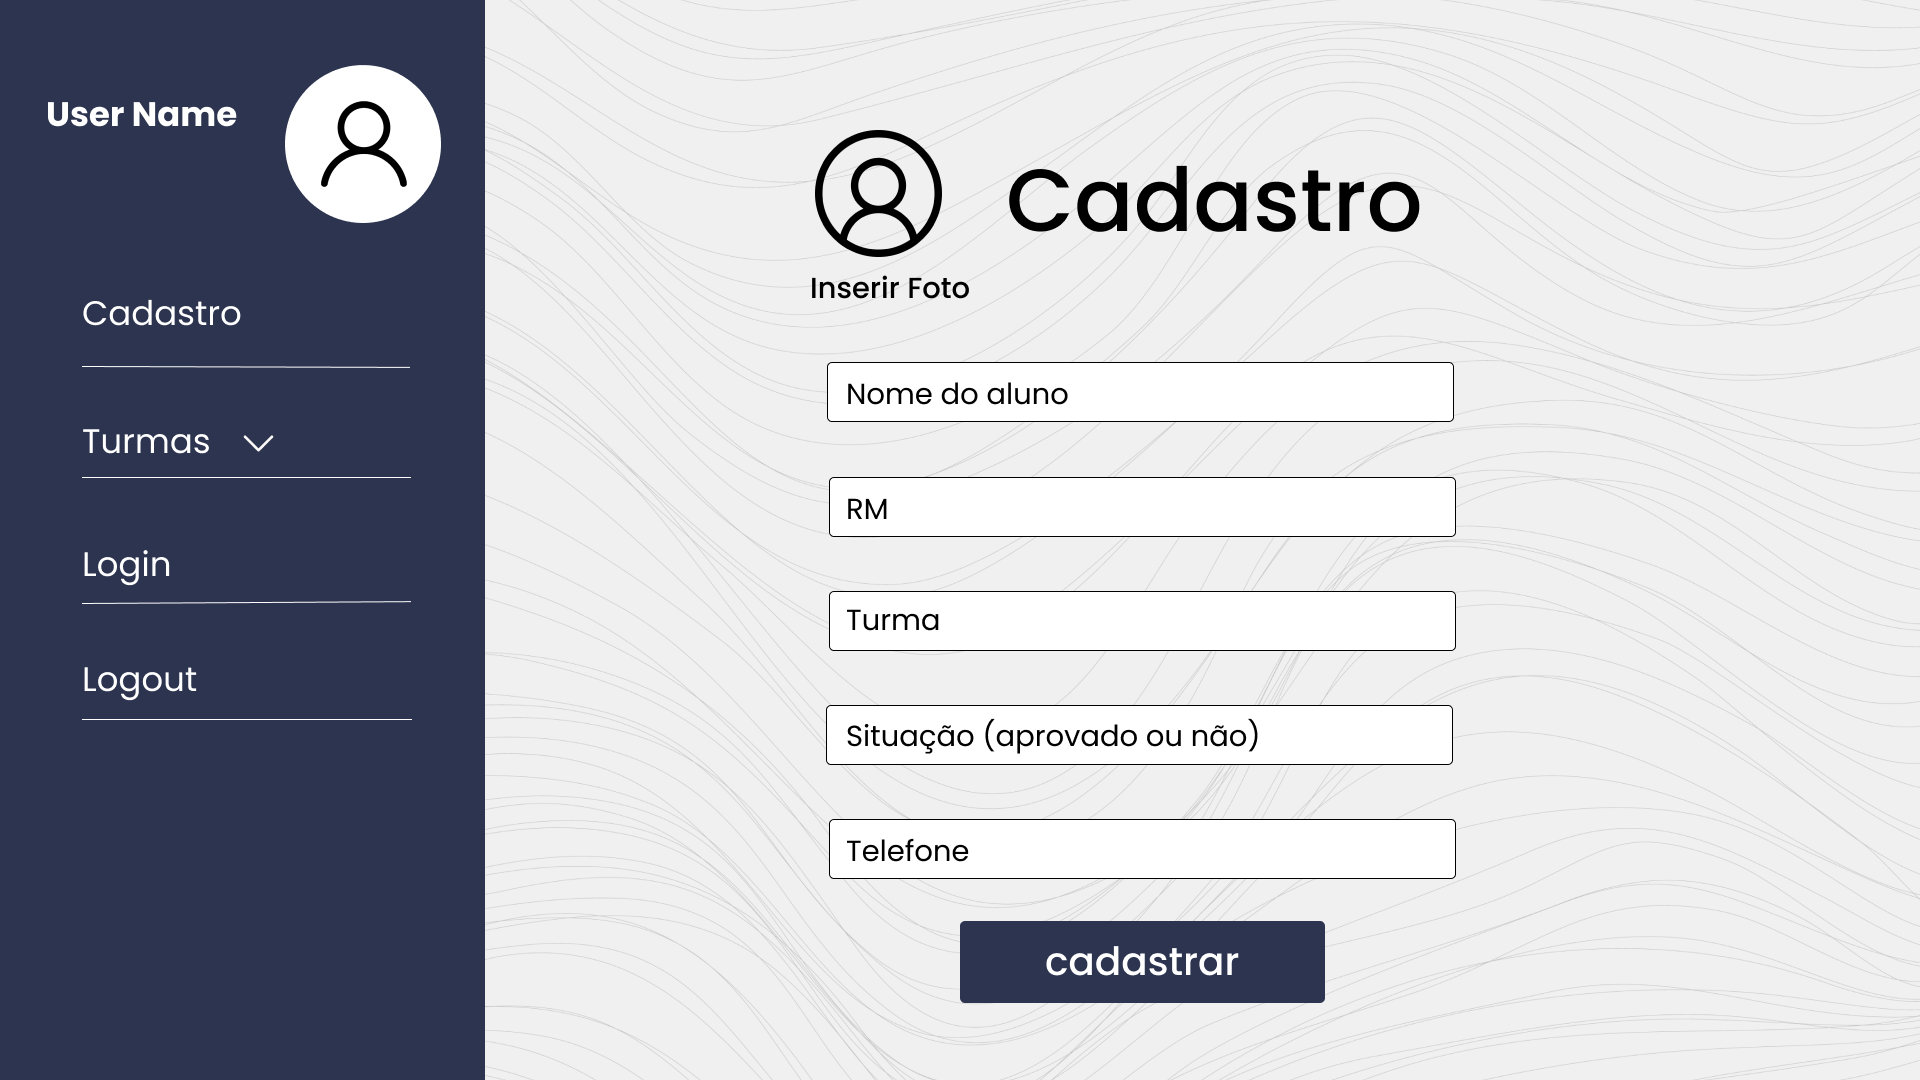 User Name
Cadastro
Turmas
Login
Logout
Cadastro
Inserir Foto
Nome do aluno
RM
Turma
Situação (aprovado ou não)
Telefone
cadastrar